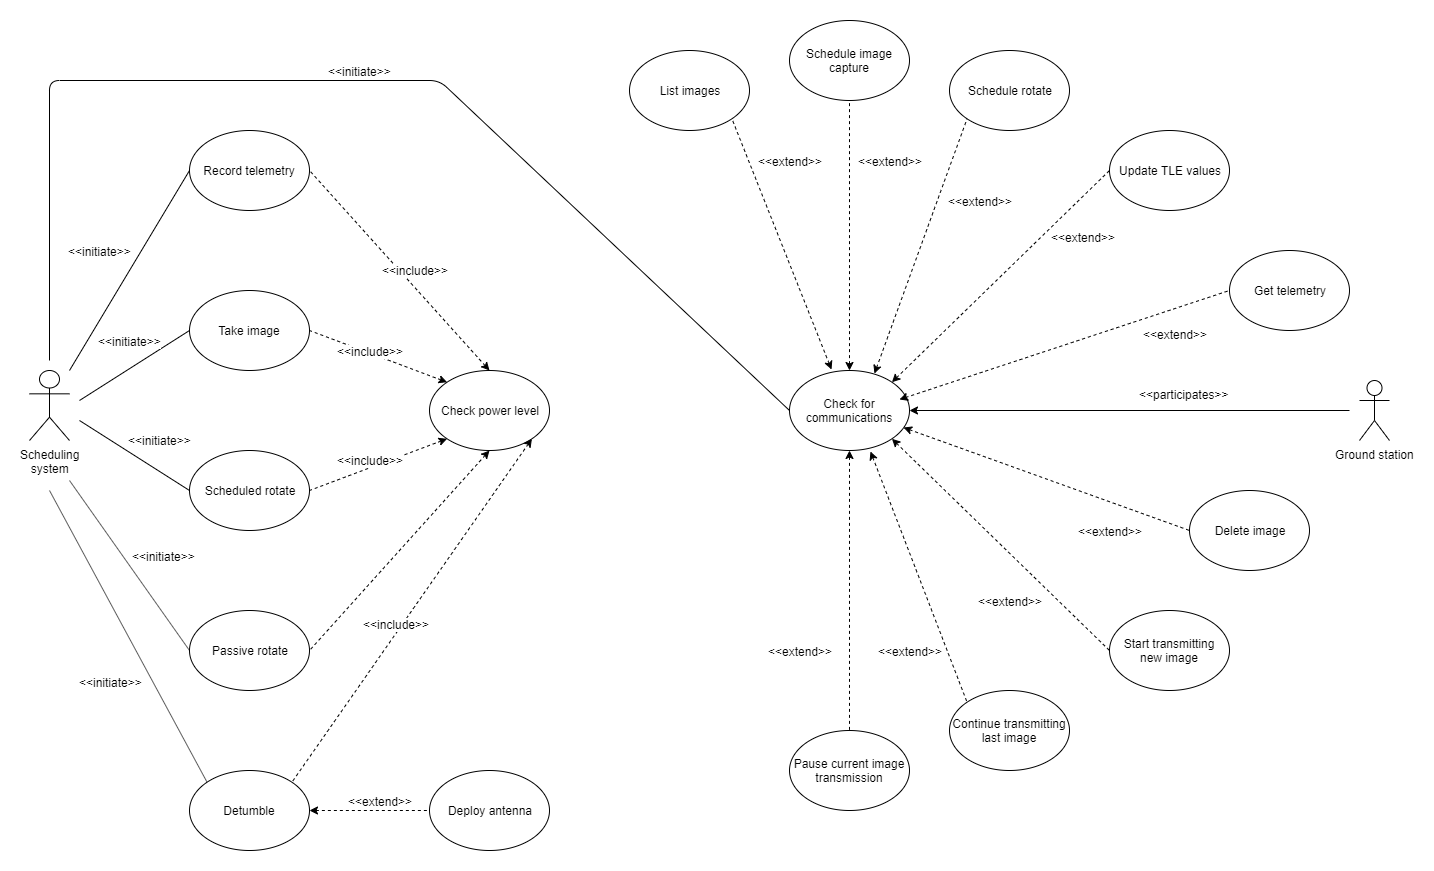 Schedule image
capture
<<initiate>>
List images
Schedule rotate
<<extend>>
<<extend>>
Record telemetry
Update TLE values
<<extend>>
<<initiate>>
<<extend>>
<<include>>
Get telemetry
Take image
<<initiate>>
<<include>>
<<extend>>
<<participates>>
Check power level
Check for
communications
<<initiate>>
Scheduling
system
<<include>>
Ground station
Scheduled rotate
<<extend>>
Delete image
<<initiate>>
<<extend>>
<<include>>
Passive rotate
<<extend>>
<<extend>>
Start transmitting
new image
<<initiate>>
Continue transmitting
last image
Pause current image
transmission
<<extend>>
Detumble
Deploy antenna